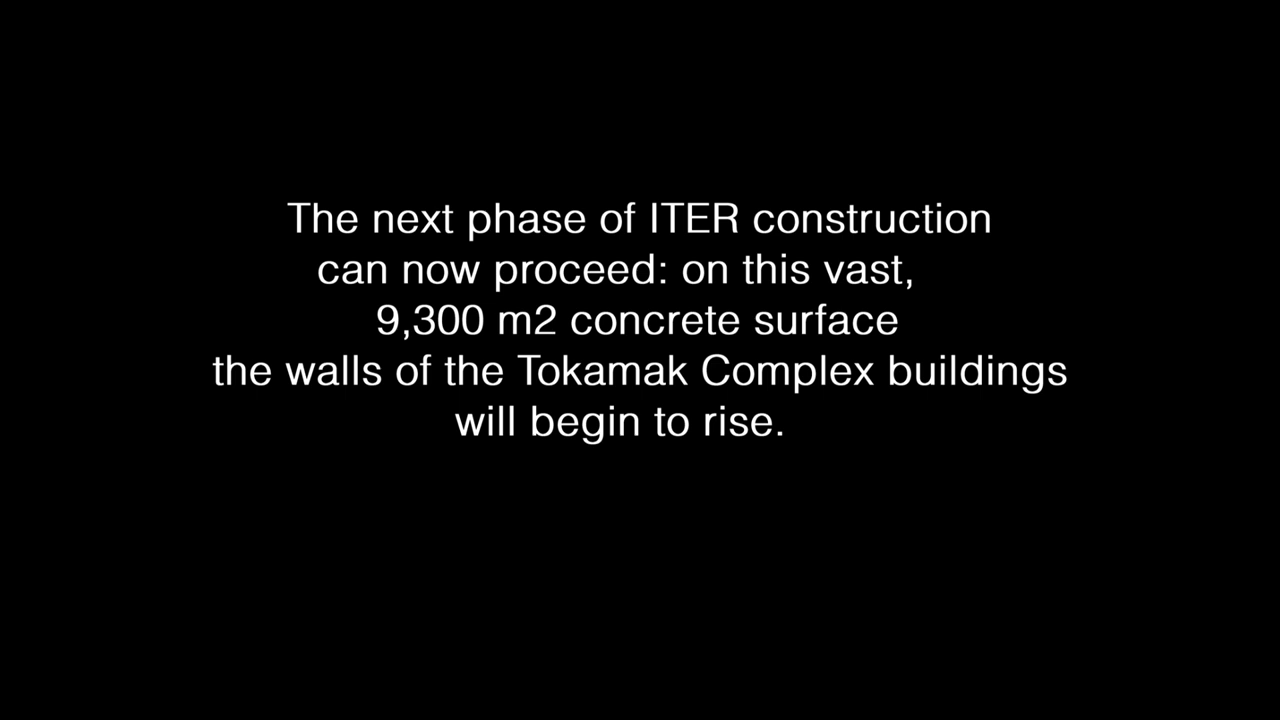 The next phase of ITER construction
can now proceed: on this vast,
9,300 m2 concrete surface
the walls of the Tokamak Complex buildings
will begin to rise.